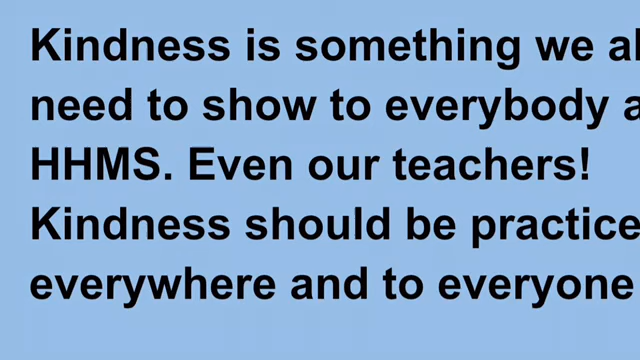 Kindness is something we al
need to show to everybody a
HHMS. Even our teachers!
Kindness should be practice
everywhere and to everyone